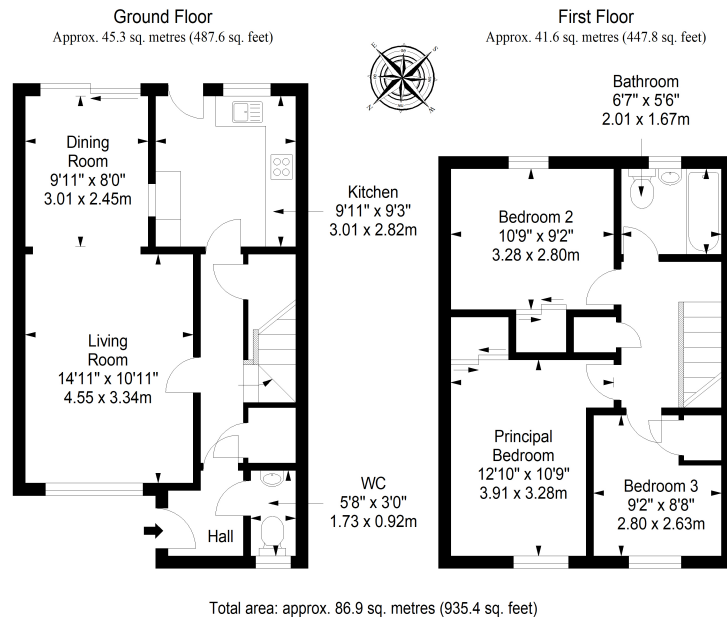 Ground Floor
Approx. 45.3 sq. metres (487.6 sq. feet)
First Floor
Approx. 41.6 sq. metres (447.8 sq. feet)
E
S
N
W
Bathroom
6'7" x 5'6"
2.01 x 1.67m
Dining
Room
9'11" x 8'0"
3.01 x 2.45m
Kitchen
9'11" x 9'3"
3.01 x 2.82m
Bedroom 2
10'9" x 9'2"
3.28 x 2.80m
Living
Room
14'11" x 10'11"
4.55 x 3.34m
Principal
Bedroom
12'10" x 10'9"
3.91 x 3.28m
WC
5'8" x 3'0"
1.73 x 0.92m
Bedroom 3
9'2" x 8'8"
2.80 x 2.63m
Hall
Total area: approx. 86.9 sq. metres (935.4 sq. feet)